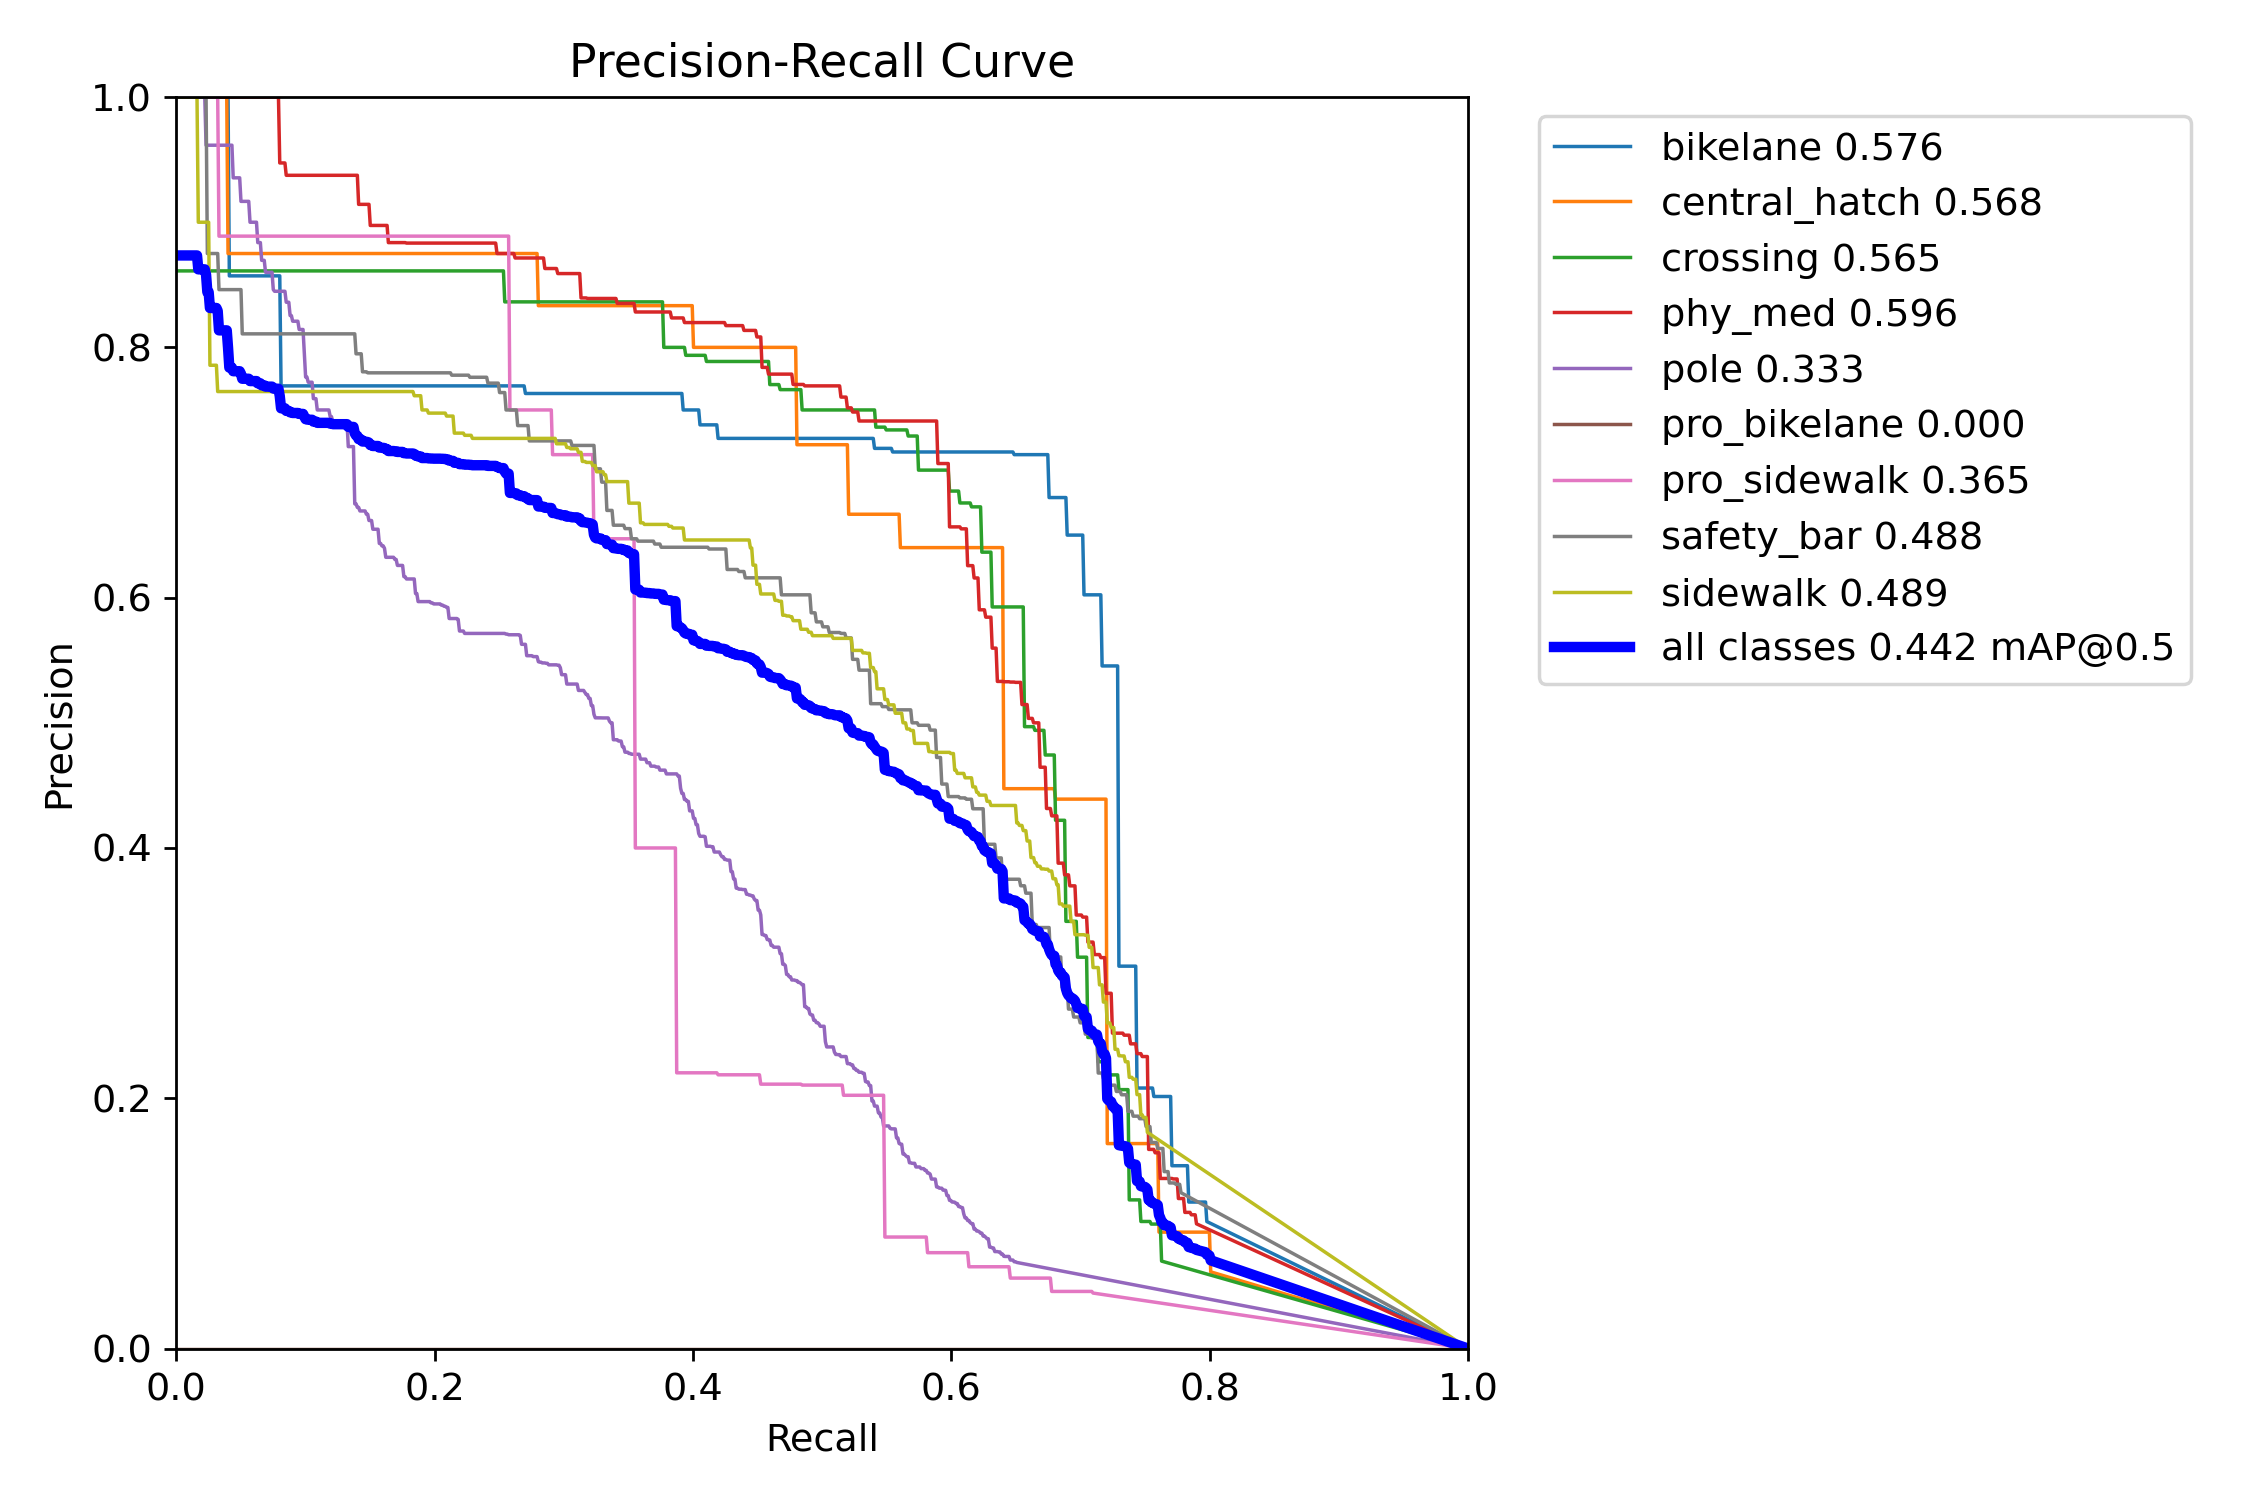 Precision-Recall Curve
1.0
0.8
0.6
0.4
0.2
0.0
Precision
0.0 0.2 0.4 0.6 0.8 1.0
Recall
bikelane 0.576
central_hatch 0.568
crossing 0.565
phy_med 0.596
pole 0.333
pro_bikelane 0.000
pro_sidewalk 0.365
safety_bar 0.488
sidewalk 0.489
all classes 0.442 mAP@0.5